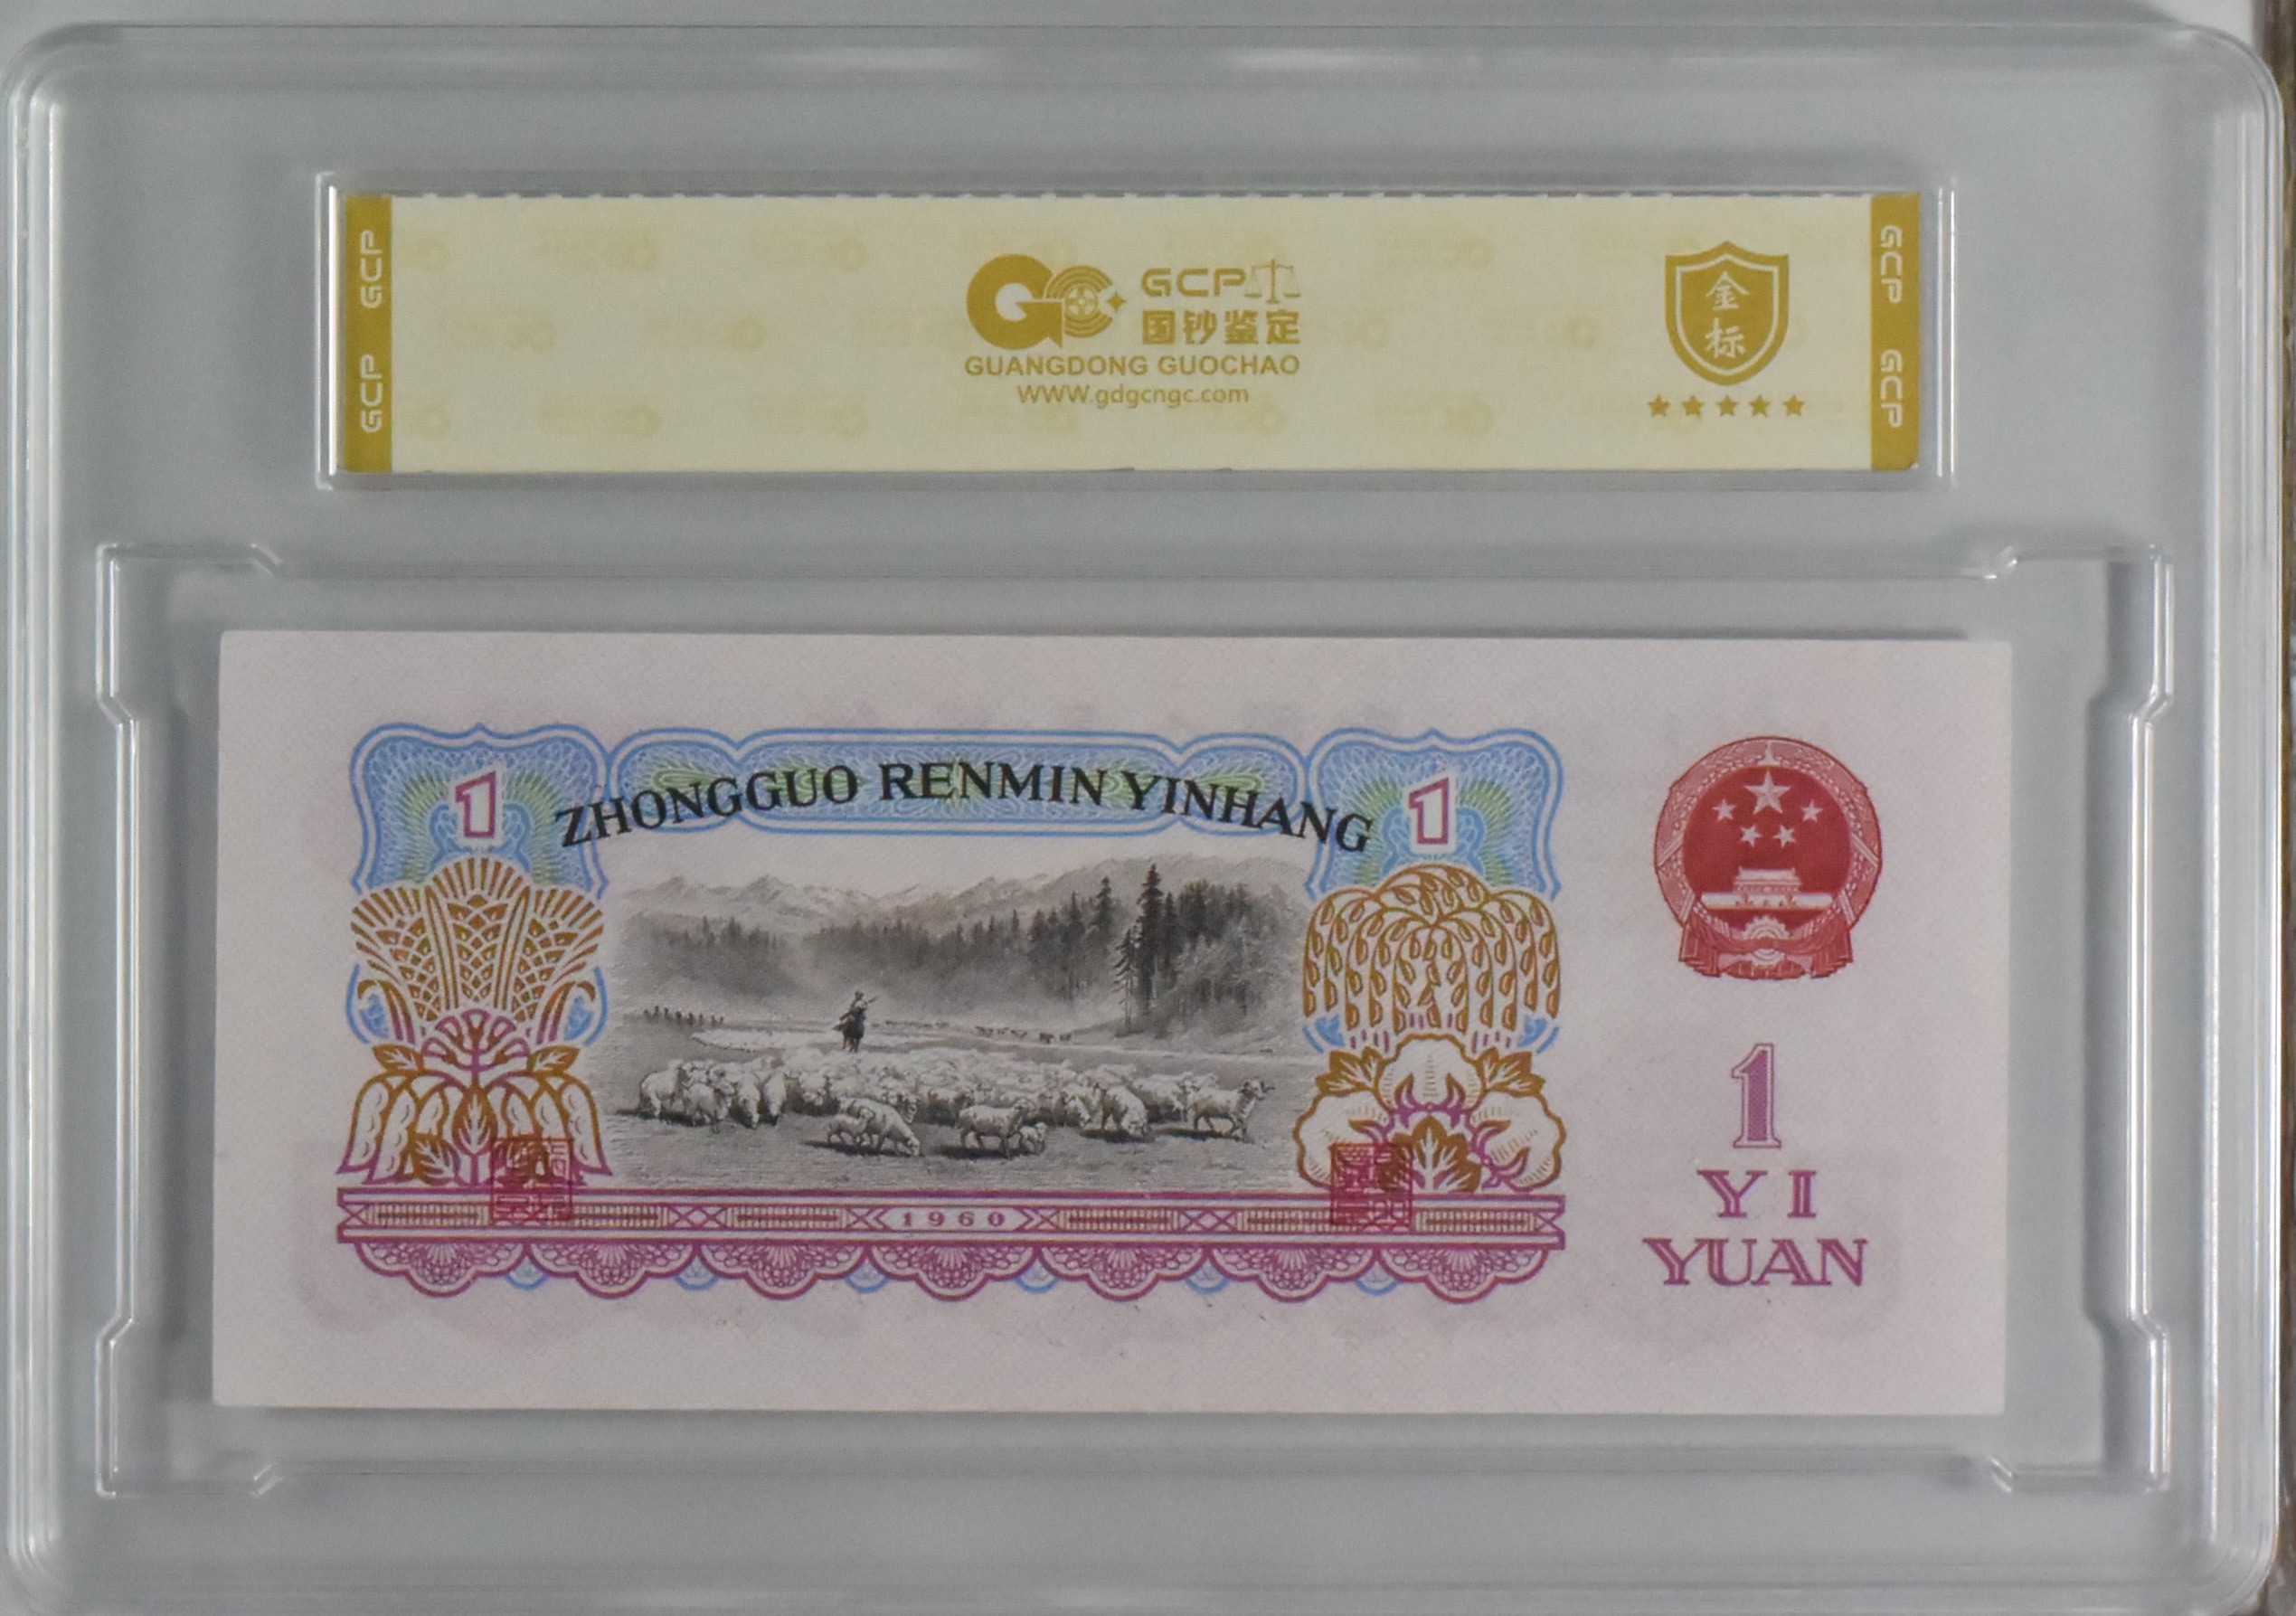 GCP GCP
GCP
国钞鉴定
GUANGDONG GUOCHAO
WWW.gdgcngc.com
金
标
GCP GCP
1
ZHONGGUO RENMIN YINHANG
1
1
YI
YUAN
1960